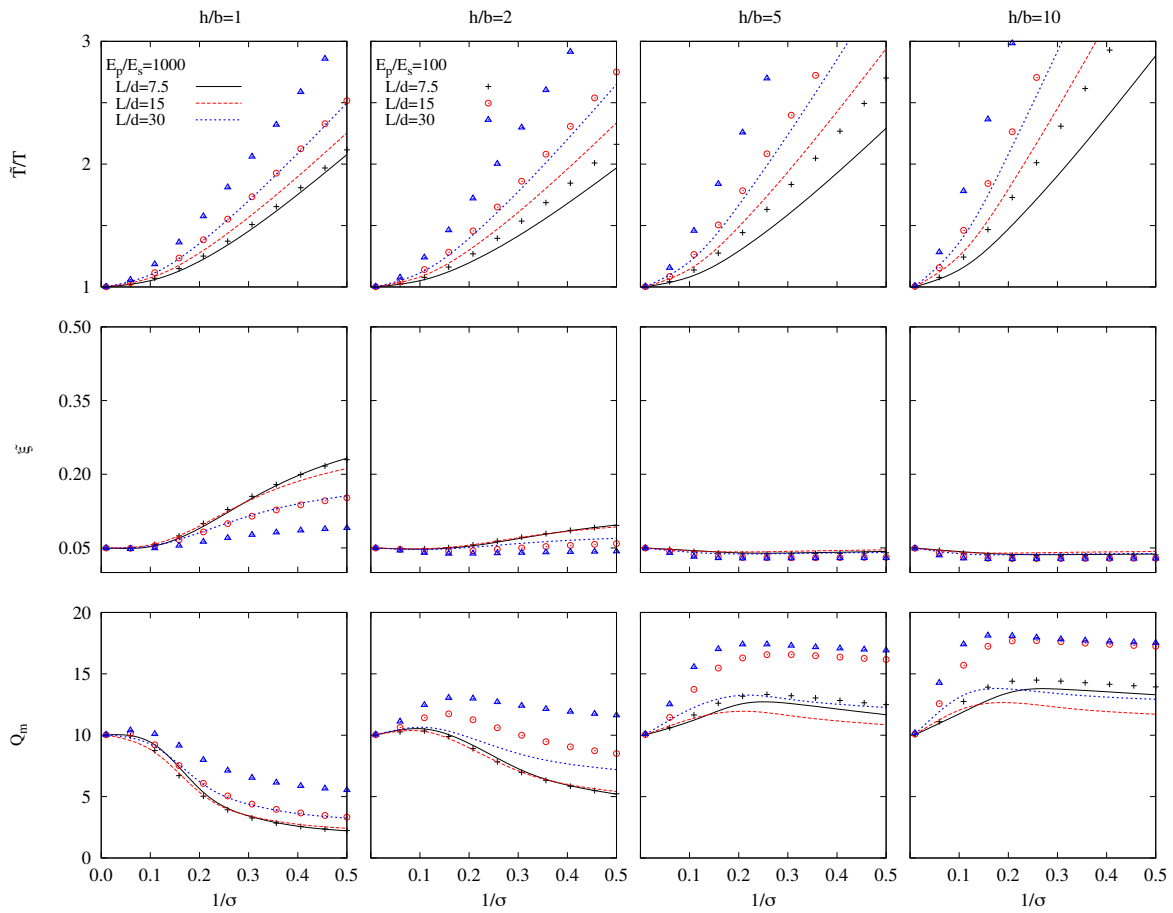 h/b=1
h/b=2
h/b=5
h/b=10
3
2
1
T̃/T
E_p/E_s=1000
L/d=7.5
L/d=15
L/d=30
E_p/E_s=100
L/d=7.5
L/d=15
L/d=30
0.50
0.35
0.20
0.05
ξ̃
20
15
10
5
0
Q_m
0.0 0.1 0.2 0.3 0.4 0.5
0.1 0.2 0.3 0.4 0.5
0.1 0.2 0.3 0.4 0.5
0.1 0.2 0.3 0.4 0.5
1/σ
1/σ
1/σ
1/σ